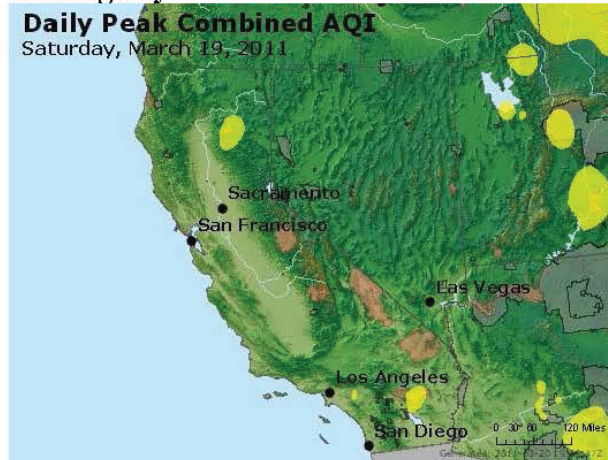 Daily Peak Combined AQI
Saturday, March 19, 2011
Sacramento
San Francisco
Las Vegas
Los Angeles
San Diego
0 30 60 120 Miles